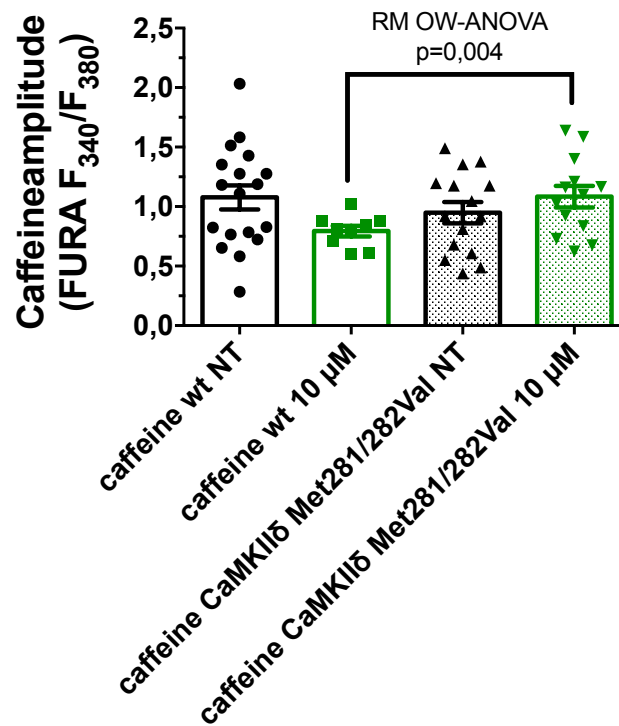 RM OW-ANOVA
p=0,004
Caffeineamplitude
(FURA F340/F380)
2,5
2,0
1,5
1,0
0,5
0,0
caffeine wt NT
caffeine wt 10 µM
caffeine CaMKIIδ Met281/282Val NT
caffeine CaMKIIδ Met281/282Val 10 µM